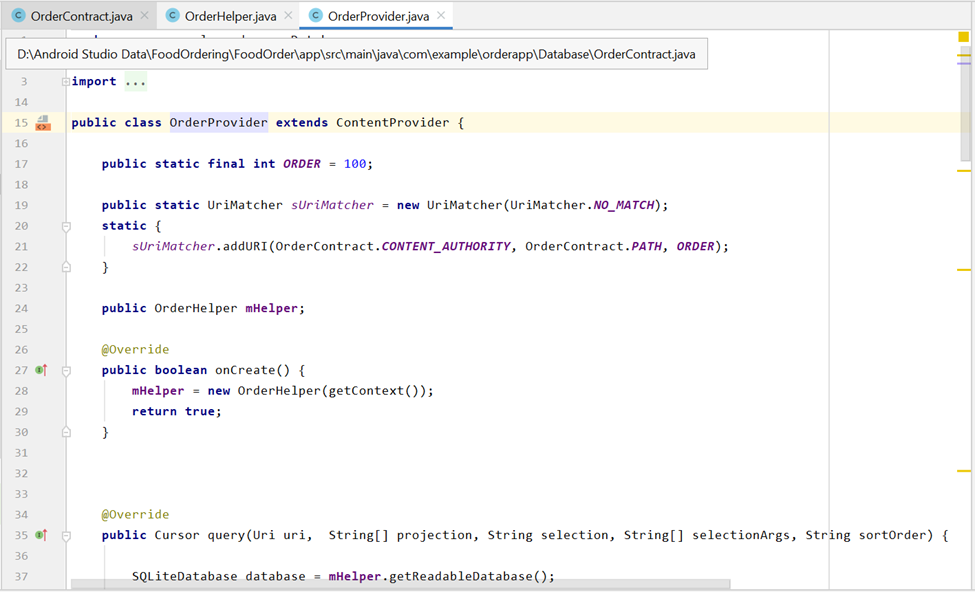 OrderContract.java OrderHelper.java OrderProvider.java
D:\Android Studio Data\FoodOrdering\FoodOrder\app\src\main\java\com\example\orderapp\Database\OrderContract.java
3 import ...
14
15 public class OrderProvider extends ContentProvider {
16
17 public static final int ORDER = 100;
18
19 public static UriMatcher sUriMatcher = new UriMatcher(UriMatcher.NO_MATCH);
20 static {
21 sUriMatcher.addURI(OrderContract.CONTENT_AUTHORITY, OrderContract.PATH, ORDER);
22 }
23
24 public OrderHelper mHelper;
25
26 @Override
27 public boolean onCreate() {
28 mHelper = new OrderHelper(getContext());
29 return true;
30 }
31
32
33
34 @Override
35 public Cursor query(Uri uri, String[] projection, String selection, String[] selectionArgs, String sortOrder) {
36
37 SQLiteDatabase database = mHelper.getReadableDatabase();